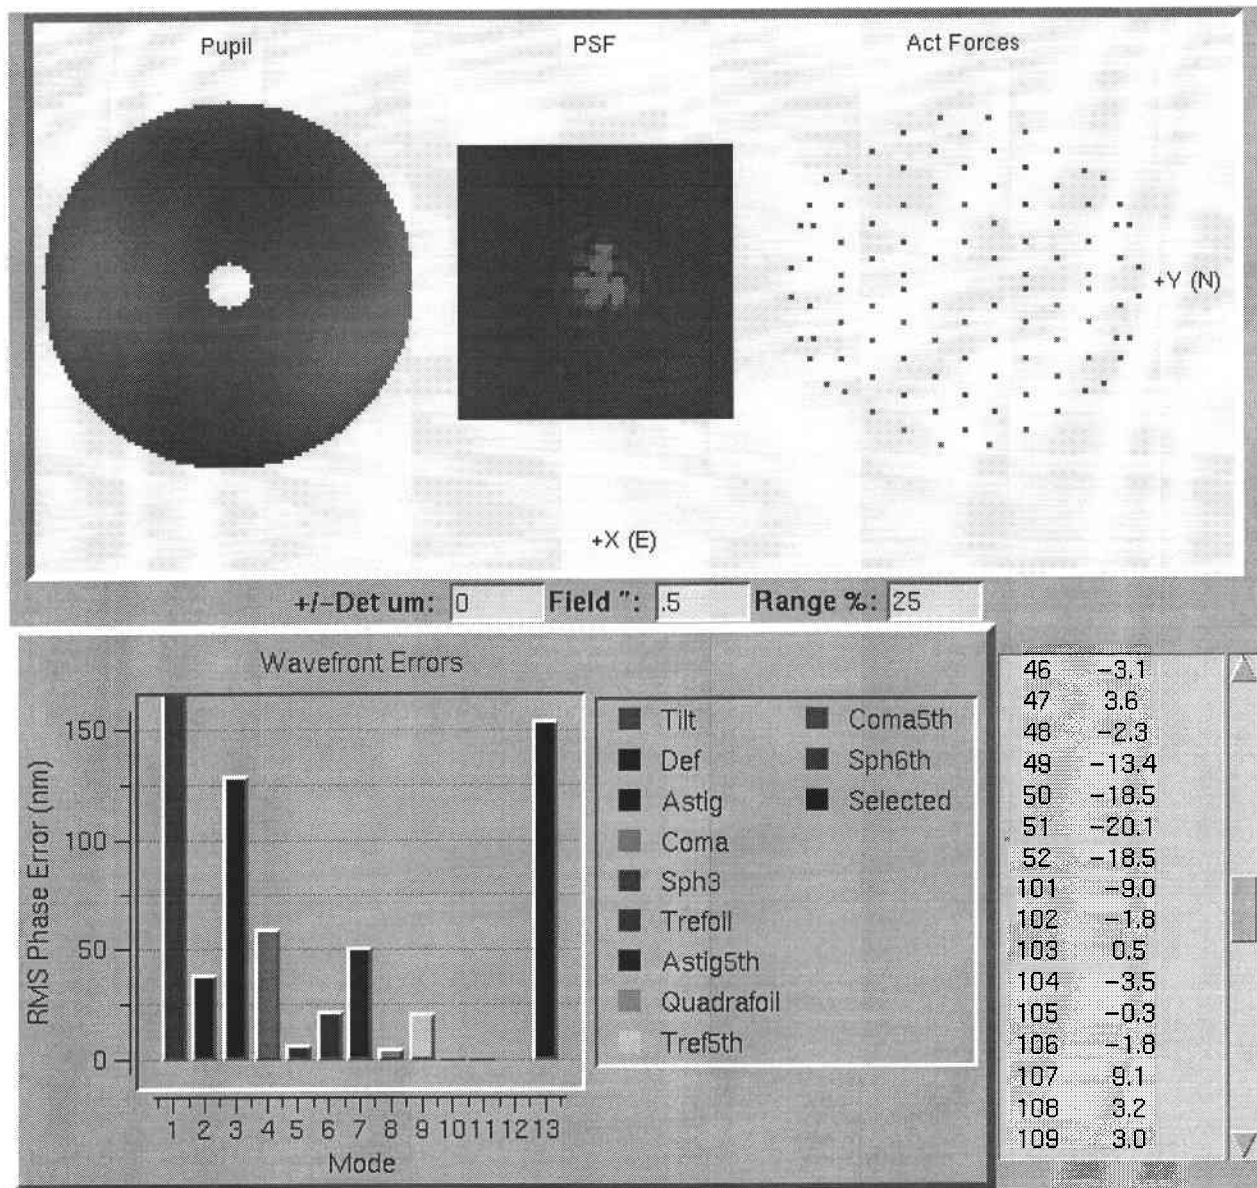 Pupil PSF Act Forces
+Y (N)
+X (E)
+/-Det um: 0 Field ": .5 Range %: 25
Wavefront Errors
RMS Phase Error (nm)
150
100
50
0
1 2 3 4 5 6 7 8 9 10 11 12 13
Mode
Tilt
Def
Astig
Coma
Sph3
Trefoil
Astig5th
Quadrafoil
Tref5th
Coma5th
Sph6th
Selected
46 -3.1
47 3.6
48 -2.3
49 -13.4
50 -18.5
51 -20.1
52 -18.5
101 -9.0
102 -1.8
103 0.5
104 -3.5
105 -0.3
106 -1.8
107 9.1
108 3.2
109 3.0